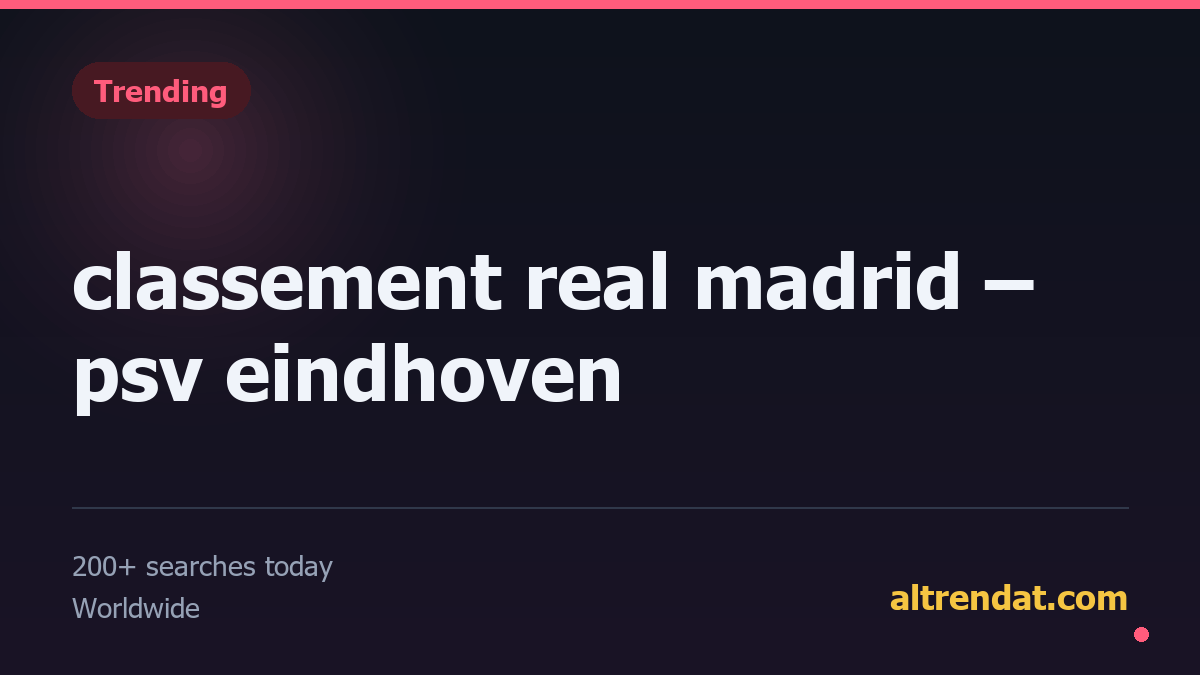 Trending
classement real madrid –
psv eindhoven
200+ searches today
Worldwide
altrendat.com